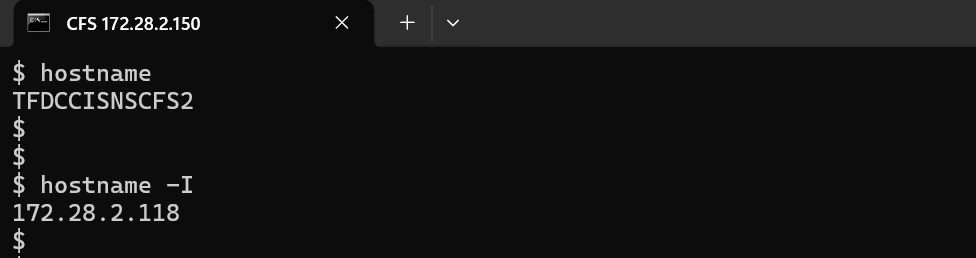 CFS 172.28.2.150
$ hostname
TFDCCISNSCFS2
$
$
$ hostname -I
172.28.2.118
$